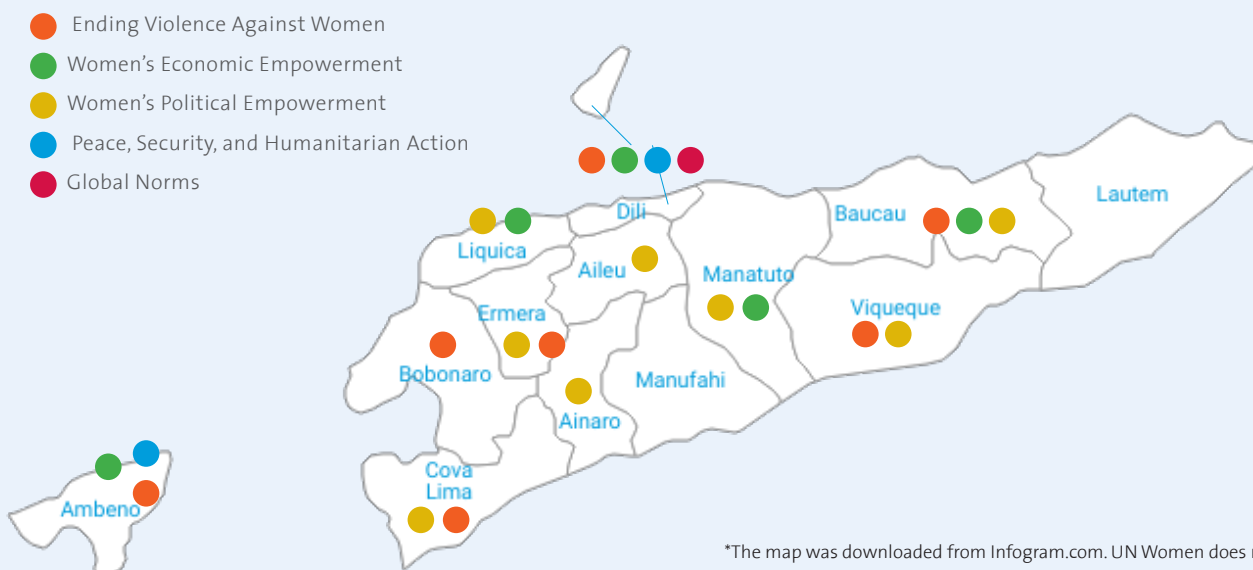 Ending Violence Against Women
Women's Economic Empowerment
Women's Political Empowerment
Peace, Security, and Humanitarian Action
Global Norms
Lautem
Dili
Baucau
Liquica
Aileu
Manatuto
Viqueque
Ermera
Bobonaro
Manufahi
Ainaro
Cova
Lima
Ambeno
*The map was downloaded from Infogram.com. UN Women does